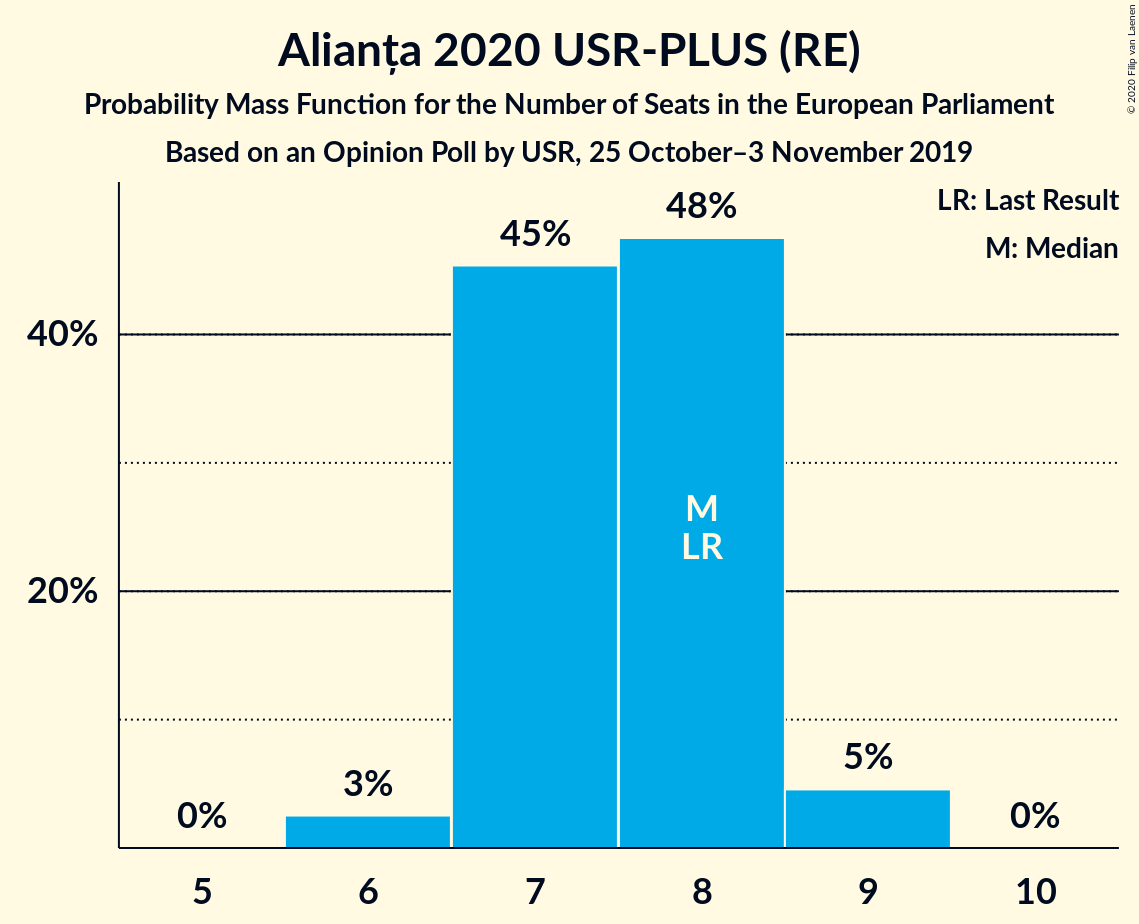 Alianța 2020 USR-PLUS (RE)
Probability Mass Function for the Number of Seats in the European Parliament
Based on an Opinion Poll by USR, 25 October–3 November 2019
© 2020 Filip van Laenen
LR: Last Result
M: Median
48%
45%
40%
M
LR
20%
5%
3%
0%
0%
5
6
7
8
9
10